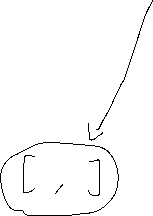 [ , ]